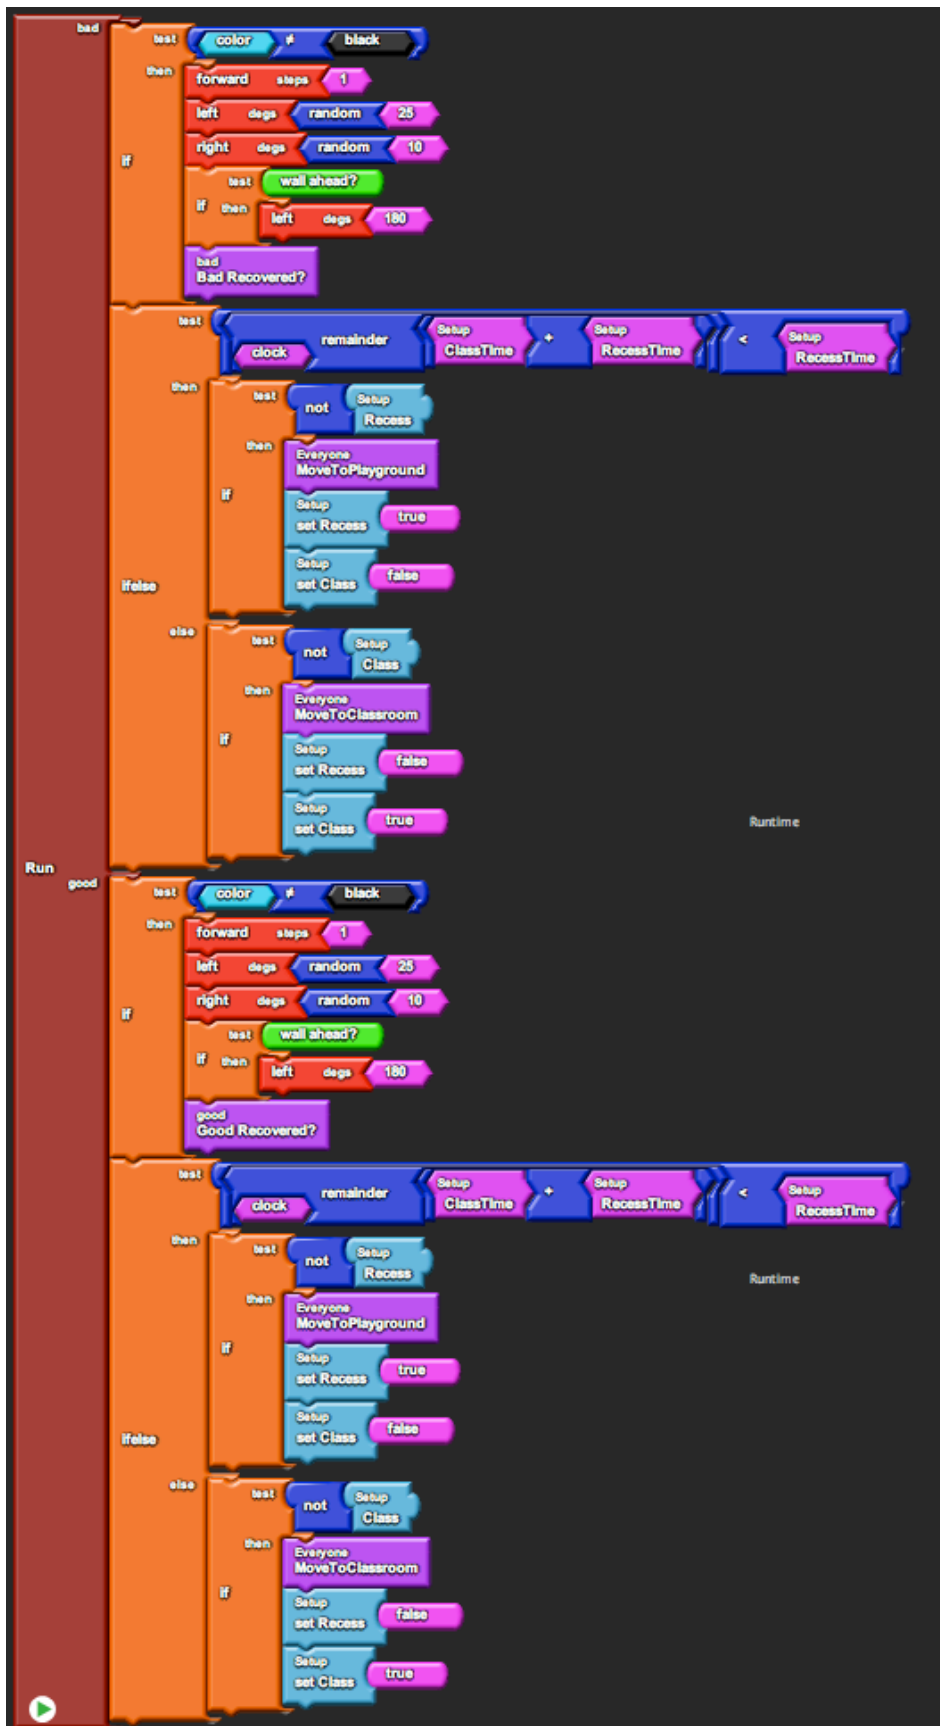 bad
test color ≠ black
then forward steps 1
left degs random 25
right degs random 10
if
test wall ahead?
if then left degs 180
bad
Bad Recovered?
test clock remainder Setup ClassTime + Setup RecessTime < Setup RecessTime
then test not Setup Recess
then Everyone
MoveToPlayground
if
Setup
set Recess true
Setup
set Class false
ifelse
else test not Setup Class
then Everyone
MoveToClassroom
if
Setup
set Recess false
Setup
set Class true
Runtime
Run
good
test color ≠ black
then forward steps 1
left degs random 25
right degs random 10
if
test wall ahead?
if then left degs 180
good
Good Recovered?
test clock remainder Setup ClassTime + Setup RecessTime < Setup RecessTime
then test not Setup Recess
Runtime
then Everyone
MoveToPlayground
if
Setup
set Recess true
Setup
set Class false
ifelse
else test not Setup Class
then Everyone
MoveToClassroom
if
Setup
set Recess false
Setup
set Class true